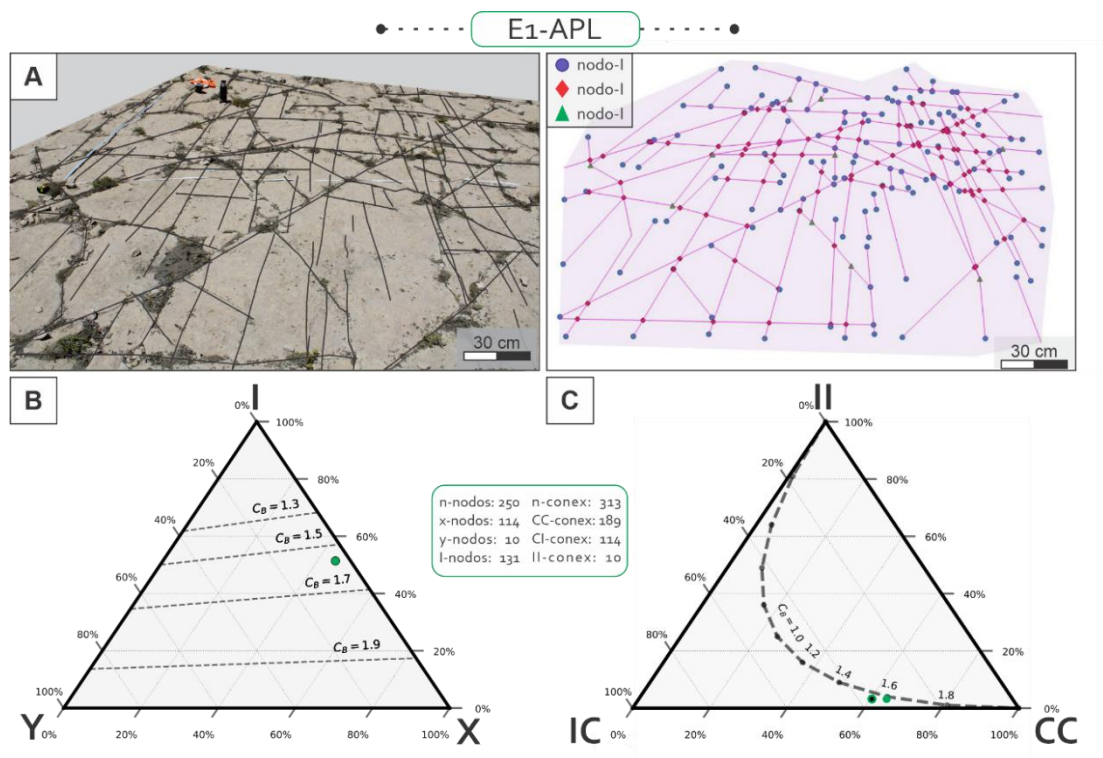 E1-APL
A
nodo-I
nodo-I
nodo-I
30 cm
30 cm
B
I
0%
100%
20%
80%
40%
60%
60%
40%
80%
20%
100%
0%
C_B = 1.3
C_B = 1.5
C_B = 1.7
C_B = 1.9
Y
X
0%
20%
40%
60%
80%
100%
n-nodos: 250 n-conex: 313
x-nodos: 114 CC-conex: 189
y-nodos: 10 CI-conex: 114
I-nodos: 131 II-conex: 10
C
II
0%
100%
20%
80%
40%
60%
60%
40%
80%
20%
100%
0%
C_B = 1.0
1.2
1.4
1.6
1.8
IC
CC
0%
20%
40%
60%
80%
100%